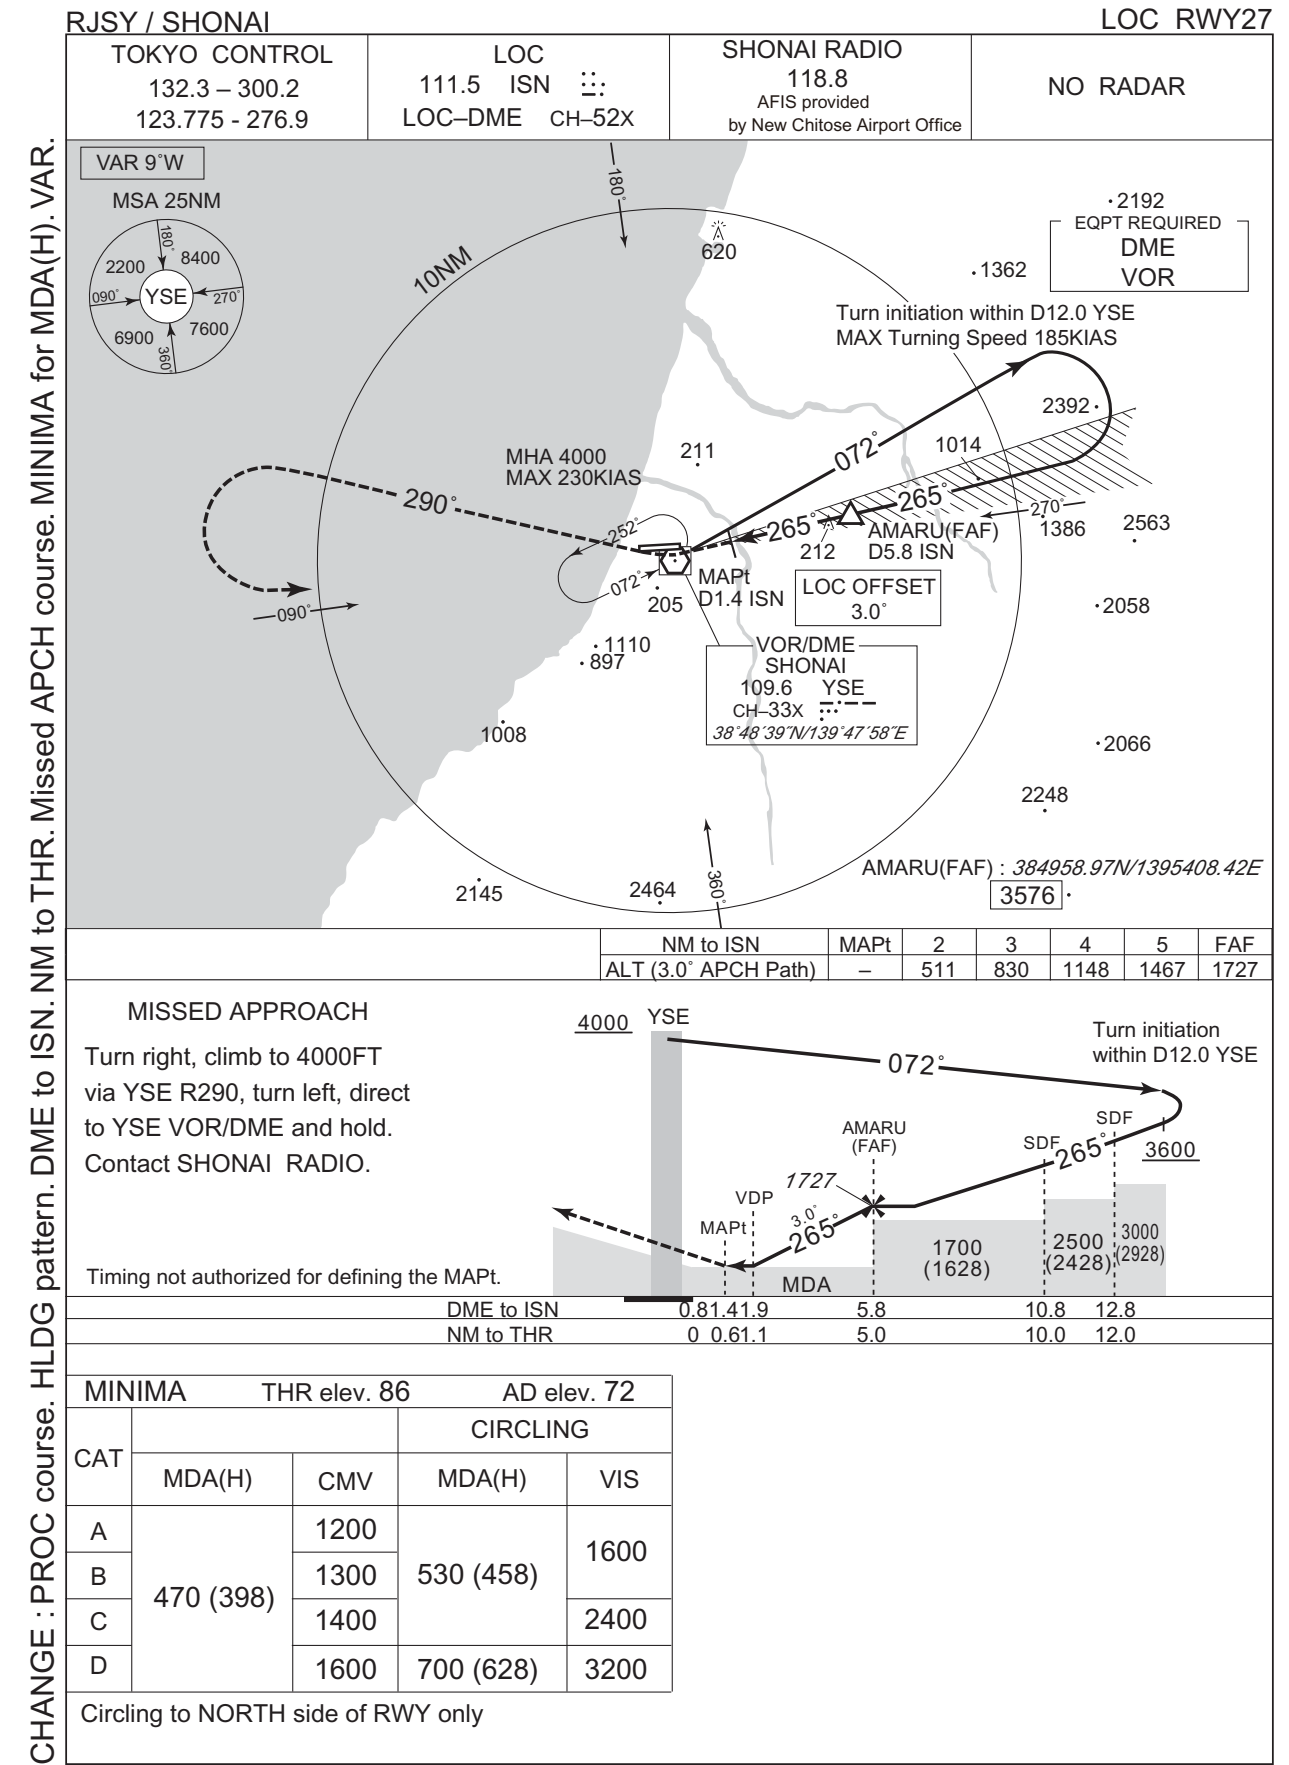 RJSY / SHONAI
LOC RWY27
TOKYO CONTROL
132.3 – 300.2
123.775 - 276.9
LOC
111.5 ISN
LOC–DME CH–52X
SHONAI RADIO
118.8
AFIS provided
by New Chitose Airport Office
NO RADAR
CHANGE : PROC course. HLDG pattern. DME to ISN. NM to THR. Missed APCH course. MINIMA for MDA(H). VAR.
VAR 9°W
MSA 25NM
180°
2200
8400
090°
YSE
270°
6900
7600
360°
180°
10NM
620
2192
EQPT REQUIRED
DME
VOR
1362
Turn initiation within D12.0 YSE
MAX Turning Speed 185KIAS
2392
MHA 4000
MAX 230KIAS
211
072°
1014
290°
265°
265°
252°
270°
1386
2563
212
AMARU(FAF)
D5.8 ISN
072°
205
MAPt
D1.4 ISN
LOC OFFSET
3.0°
090°
2058
1110
897
VOR/DME
SHONAI
109.6 YSE
CH–33X
38°48′39″N/139°47′58″E
1008
2066
2248
AMARU(FAF) : 384958.97N/1395408.42E
2145
2464
360°
3576
NM to ISN MAPt 2 3 4 5 FAF
ALT (3.0° APCH Path) – 511 830 1148 1467 1727
MISSED APPROACH
Turn right, climb to 4000FT
via YSE R290, turn left, direct
to YSE VOR/DME and hold.
Contact SHONAI RADIO.
4000
YSE
072°
Turn initiation
within D12.0 YSE
AMARU
(FAF)
SDF
SDF
265°
3600
1727
VDP
MAPt
3.0°
265°
1700
(1628)
2500
(2428)
3000
(2928)
MDA
Timing not authorized for defining the MAPt.
DME to ISN 0.8 1.4 1.9 5.8 10.8 12.8
NM to THR 0 0.6 1.1 5.0 10.0 12.0
MINIMA THR elev. 86 AD elev. 72
CAT
CIRCLING
MDA(H) CMV MDA(H) VIS
A 1200
B 1300
C 1400
D 1600
470 (398)
530 (458)
1600
2400
700 (628) 3200
Circling to NORTH side of RWY only